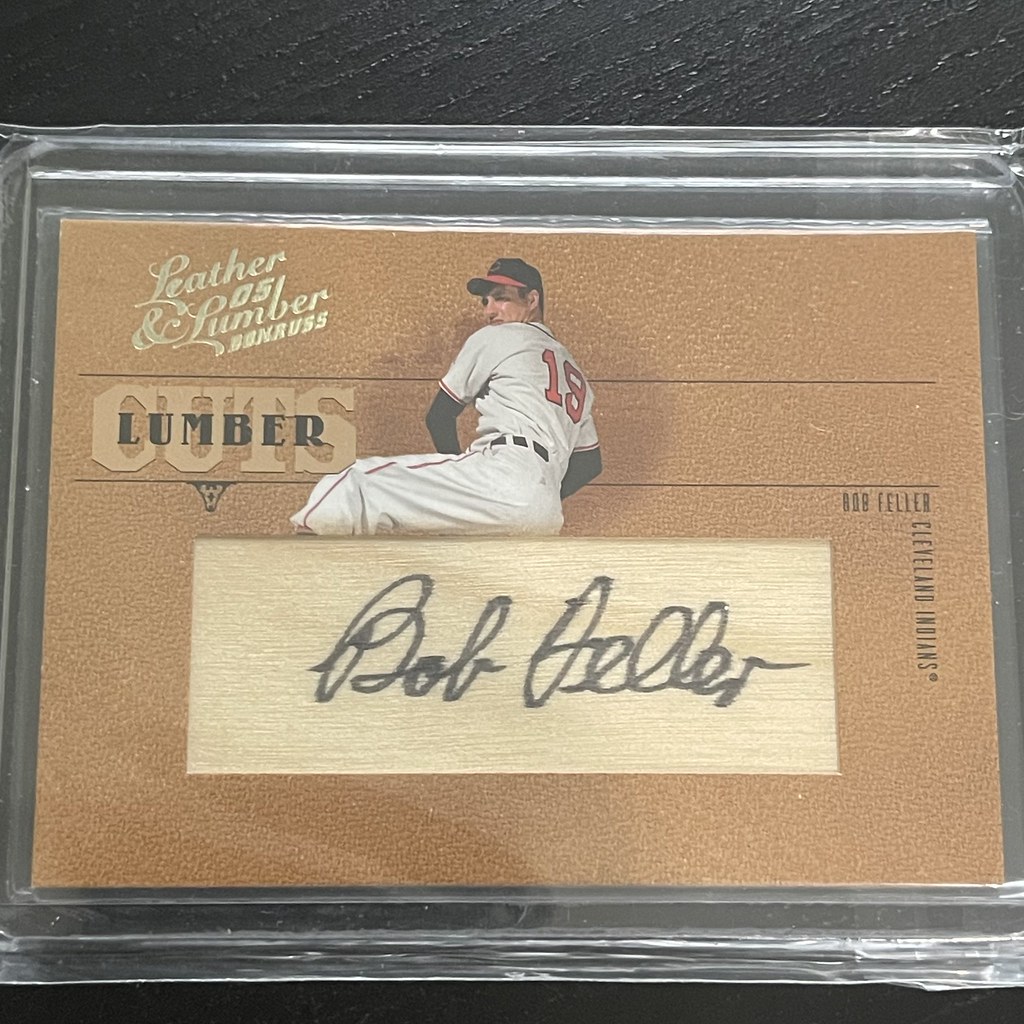 Leather
05
& Lumber
DONRUSS
CUTS
LUMBER
19
BOB FELLER
CLEVELAND INDIANS®
Bob Feller